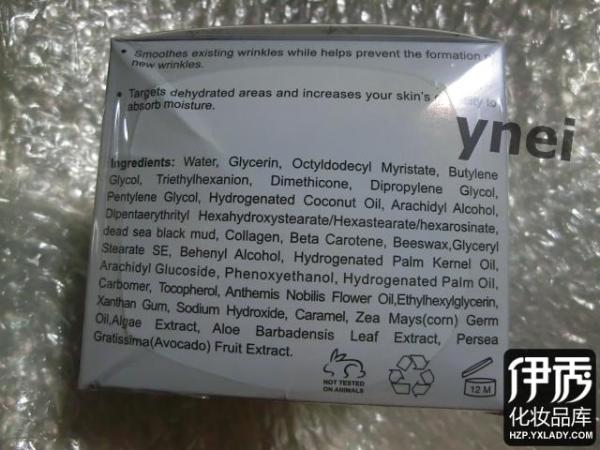 • Smoothes existing wrinkles while helps prevent the formation
new wrinkles.
• Targets dehydrated areas and increases your skin's to
absorb moisture.
ynei
Ingredients: Water, Glycerin, Octyldodecyl Myristate, Butylene
Glycol, Triethylhexanion, Dimethicone, Dipropylene Glycol,
Pentylene Glycol, Hydrogenated Coconut Oil, Arachidyl Alcohol,
Dipentaerythrityl Hexahydroxystearate/Hexastearate/hexarosinate,
dead sea black mud, Collagen, Beta Carotene, Beeswax,Glyceryl
Stearate SE, Behenyl Alcohol, Hydrogenated Palm Kernel Oil,
Arachidyl Glucoside, Phenoxyethanol, Hydrogenated Palm Oil,
Carbomer, Tocopherol, Anthemis Nobilis Flower Oil,Ethylhexylglycerin,
Xanthan Gum, Sodium Hydroxide, Caramel, Zea Mays(corn) Germ
Oil,Algae Extract, Aloe Barbadensis Leaf Extract, Persea
Gratissima(Avocado) Fruit Extract.
NOT TESTED
ON ANIMALS
12 M
伊秀
化妆品库
HZP.YXLADY.COM